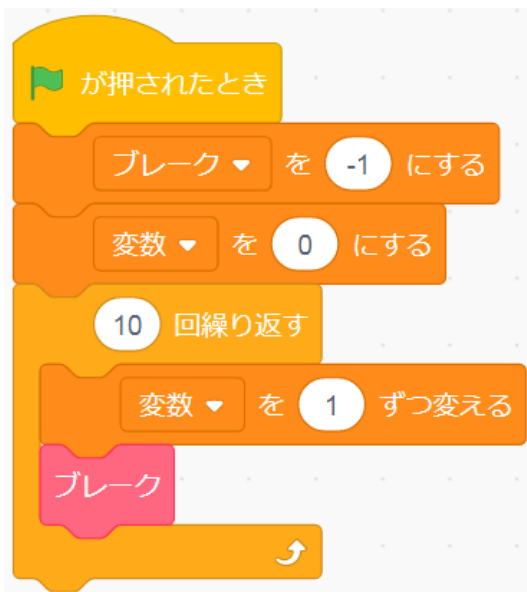 が押されたとき
ブレーク を -1 にする
変数 を 0 にする
10 回繰り返す
変数 を 1 ずつ変える
ブレーク